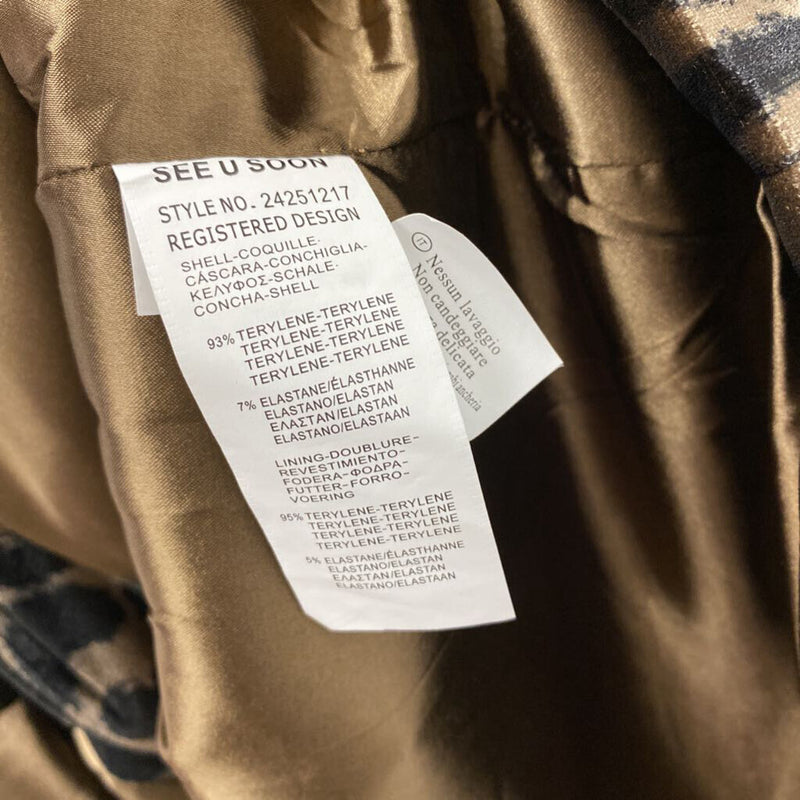 SEE U SOON
STYLE NO. 24251217
REGISTERED DESIGN
SHELL-COQUILLE-
CÁSCARA-CONCHIGLIA-
ΚΕΛΥΦΟΣ-SCHALE-
CONCHA-SHELL
93% TERYLENE-TERYLENE
TERYLENE-TERYLENE
TERYLENE-TERYLENE
TERYLENE-TERYLENE
7% ELASTANE/ÉLASTHANNE
ELASTANO/ELASTAN
ΕΛΑΣΤΑΝ/ELASTAN
ELASTANO/ELASTAAN
LINING-DOUBLURE-
REVESTIMIENTO-
FODERA-ΦΟΔΡΑ-
FUTTER-FORRO-
VOERING
95% TERYLENE-TERYLENE
TERYLENE-TERYLENE
TERYLENE-TERYLENE
TERYLENE-TERYLENE
5% ELASTANE/ÉLASTHANNE
ELASTAN/ELASTAN
ΕΛΑΣΤΑΝ/ELASTAN
ELASTANO/ELASTAAN
IT
Nessun lavaggio
Non candeggiare
delicata